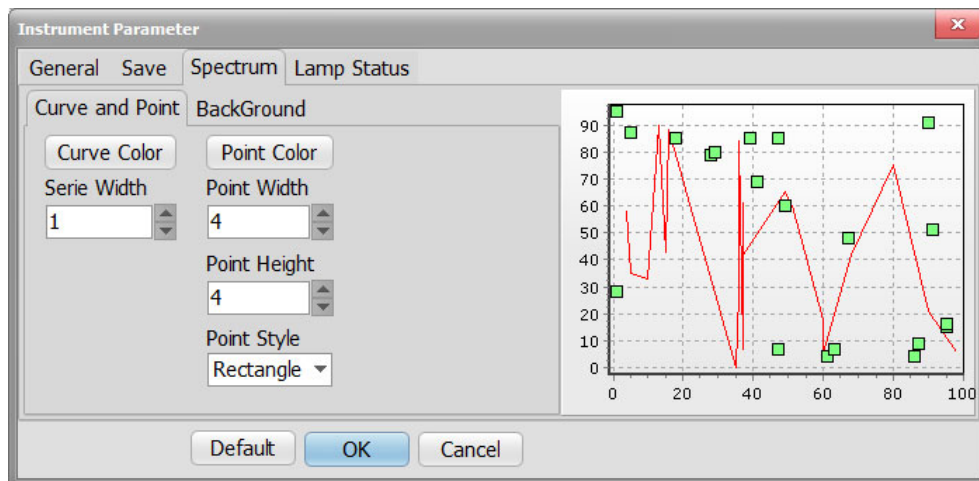 Instrument Parameter
x
General Save Spectrum Lamp Status
Curve and Point BackGround
Curve Color Point Color
Serie Width Point Width
1 4
Point Height
4
Point Style
Rectangle
90
80
70
60
50
40
30
20
10
0
0 20 40 60 80 100
Default OK Cancel